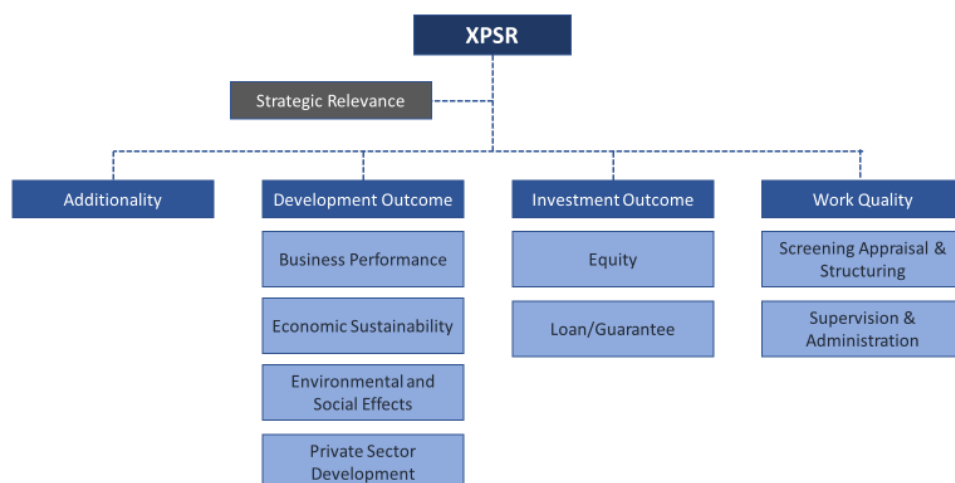 XPSR
Strategic Relevance
Additionality
Development Outcome
Investment Outcome
Work Quality
Business Performance
Equity
Screening Appraisal &
Structuring
Economic Sustainability
Loan/Guarantee
Supervision &
Administration
Environmental and
Social Effects
Private Sector
Development